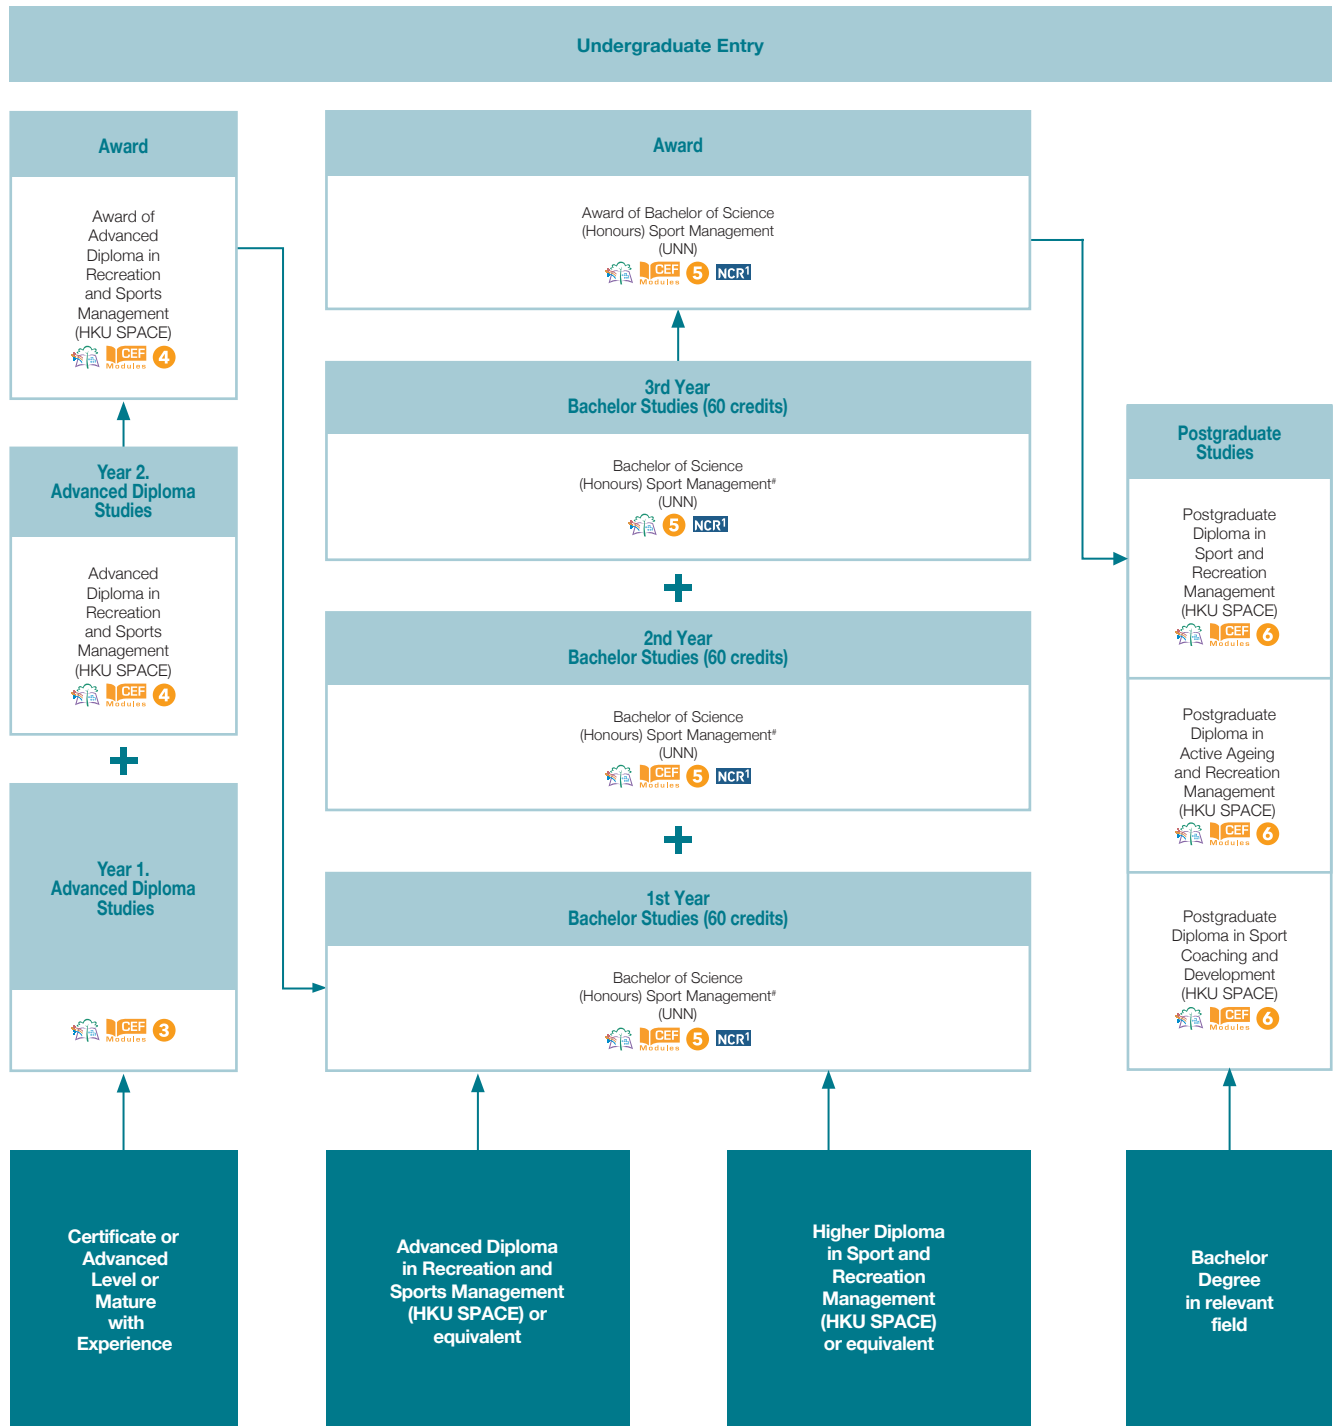 Undergraduate Entry
Award
Award of
Advanced
Diploma in
Recreation
and Sports
Management
(HKU SPACE)
CEF
Modules
4
Year 2.
Advanced Diploma
Studies
Advanced
Diploma in
Recreation
and Sports
Management
(HKU SPACE)
CEF
Modules
4
Year 1.
Advanced Diploma
Studies
CEF
Modules
3
Certificate or
Advanced
Level or
Mature
with
Experience
Award
Award of Bachelor of Science
(Honours) Sport Management
(UNN)
CEF
Modules
5
NCR1
3rd Year
Bachelor Studies (60 credits)
Bachelor of Science
(Honours) Sport Management#
(UNN)
5
NCR1
2nd Year
Bachelor Studies (60 credits)
Bachelor of Science
(Honours) Sport Management#
(UNN)
CEF
Modules
5
NCR1
1st Year
Bachelor Studies (60 credits)
Bachelor of Science
(Honours) Sport Management#
(UNN)
CEF
Modules
5
NCR1
Advanced Diploma
in Recreation and
Sports Management
(HKU SPACE) or
equivalent
Higher Diploma
in Sport and
Recreation
Management
(HKU SPACE)
or equivalent
Postgraduate
Studies
Postgraduate
Diploma in
Sport and
Recreation
Management
(HKU SPACE)
CEF
Modules
6
Postgraduate
Diploma in
Active Ageing
and Recreation
Management
(HKU SPACE)
CEF
Modules
6
Postgraduate
Diploma in Sport
Coaching and
Development
(HKU SPACE)
CEF
Modules
6
Bachelor
Degree
in relevant
field